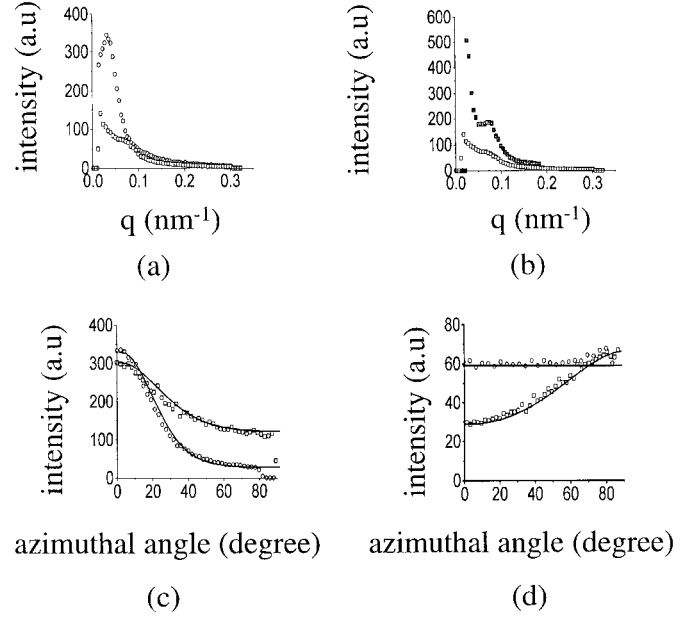 intensity (a.u)
400
300
200
100
0
0.0 0.1 0.2 0.3
q (nm-1)
(a)
intensity (a.u)
600
500
400
300
200
100
0
0.0 0.1 0.2 0.3
q (nm-1)
(b)
intensity (a.u)
400
300
200
100
0
0 20 40 60 80
azimuthal angle (degree)
(c)
intensity (a.u)
80
60
40
20
0
0 20 40 60 80
azimuthal angle (degree)
(d)